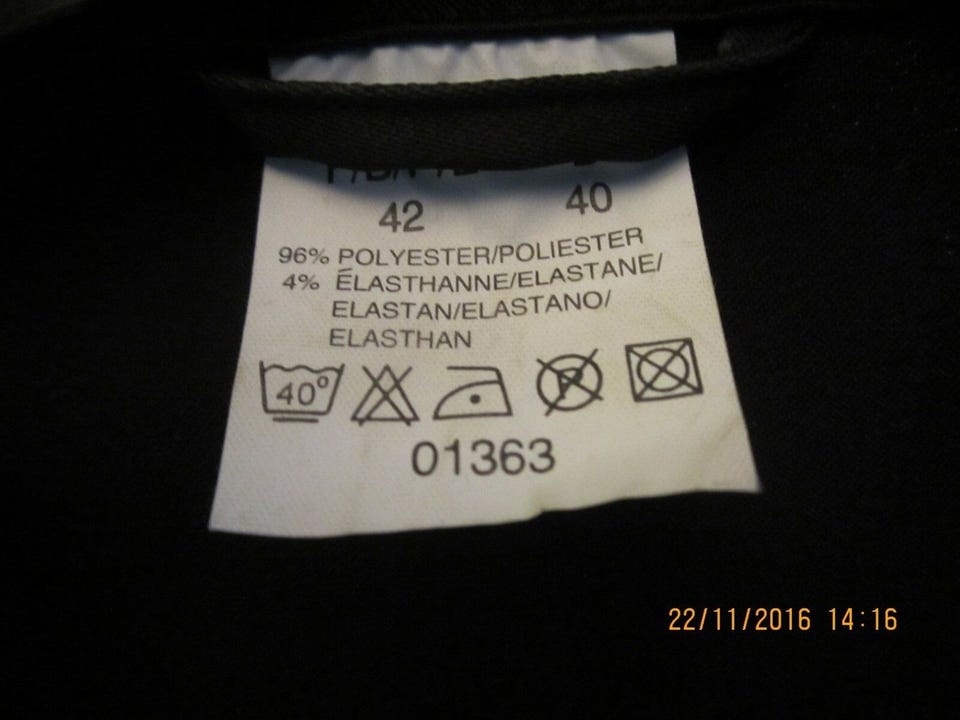 42 40
96% POLYESTER/POLIESTER
4% ÉLASTHANNE/ELASTANE/
ELASTAN/ELASTANO/
ELASTHAN
40°
P
01363
22/11/2016 14:16